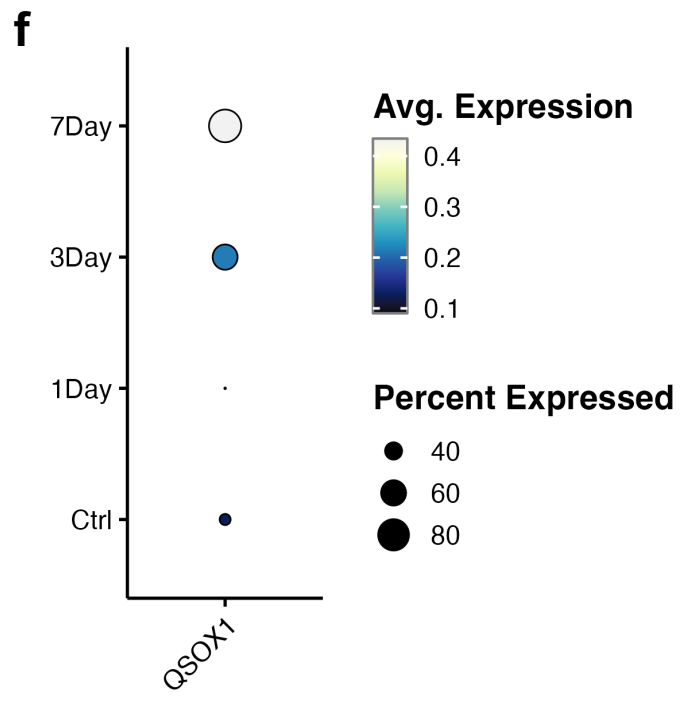 f
7Day
3Day
1Day
Ctrl
QSOX1
Avg. Expression
0.4
0.3
0.2
0.1
Percent Expressed
40
60
80